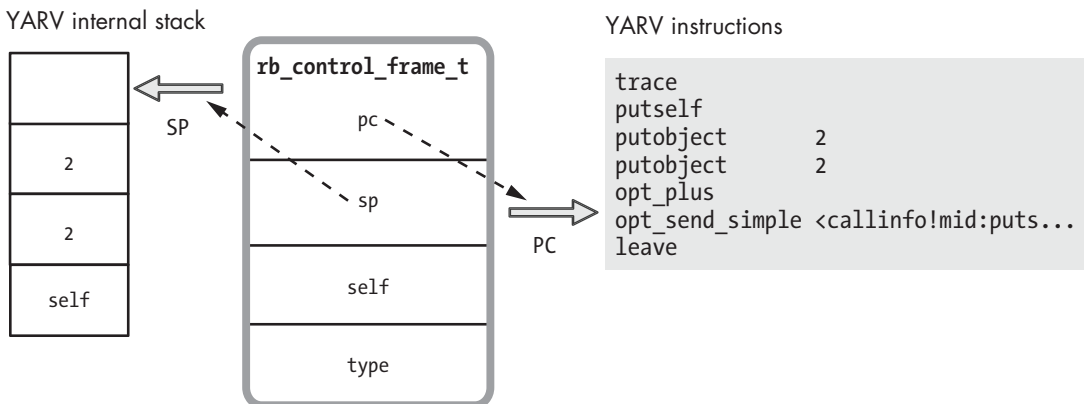 YARV internal stack
2
2
self
SP
rb_control_frame_t
pc
sp
self
type
PC
YARV instructions
trace
putself
putobject 2
putobject 2
opt_plus
opt_send_simple <callinfo!mid:puts...
leave